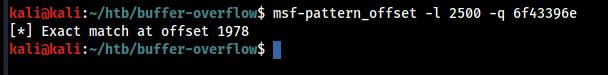 kali@kali:~/htb/buffer-overflow$ msf-pattern_offset -l 2500 -q 6f43396e
[*] Exact match at offset 1978
kali@kali:~/htb/buffer-overflow$